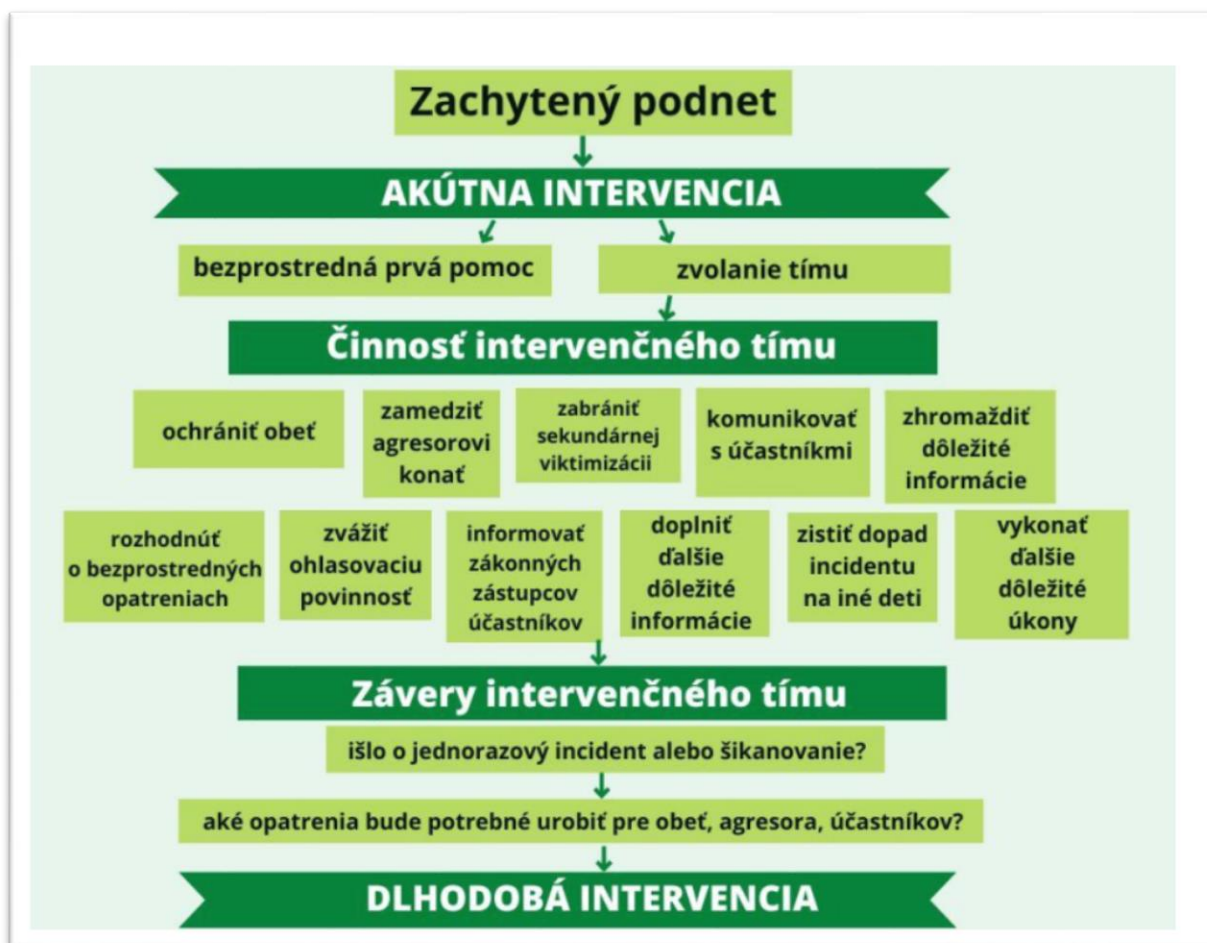 Zachytený podnet
AKÚTNA INTERVENCIA
bezprostredná prvá pomoc
zvolanie tímu
Činnosť intervenčného tímu
ochrániť obeť
zamedziť
agresorovi
konať
zabrániť
sekundárnej
viktimizácii
komunikovať
s účastníkmi
zhromaždiť
dôležité
informácie
rozhodnúť
o bezprostredných
opatreniach
zvážiť
ohlasovaciu
povinnosť
informovať
zákonných
zástupcov
účastníkov
doplniť
ďalšie
dôležité
informácie
zistiť dopad
incidentu
na iné deti
vykonať
ďalšie
dôležité
úkony
Závery intervenčného tímu
išlo o jednorazový incident alebo šikanovanie?
aké opatrenia bude potrebné urobiť pre obeť, agresora, účastníkov?
DLHODOBÁ INTERVENCIA